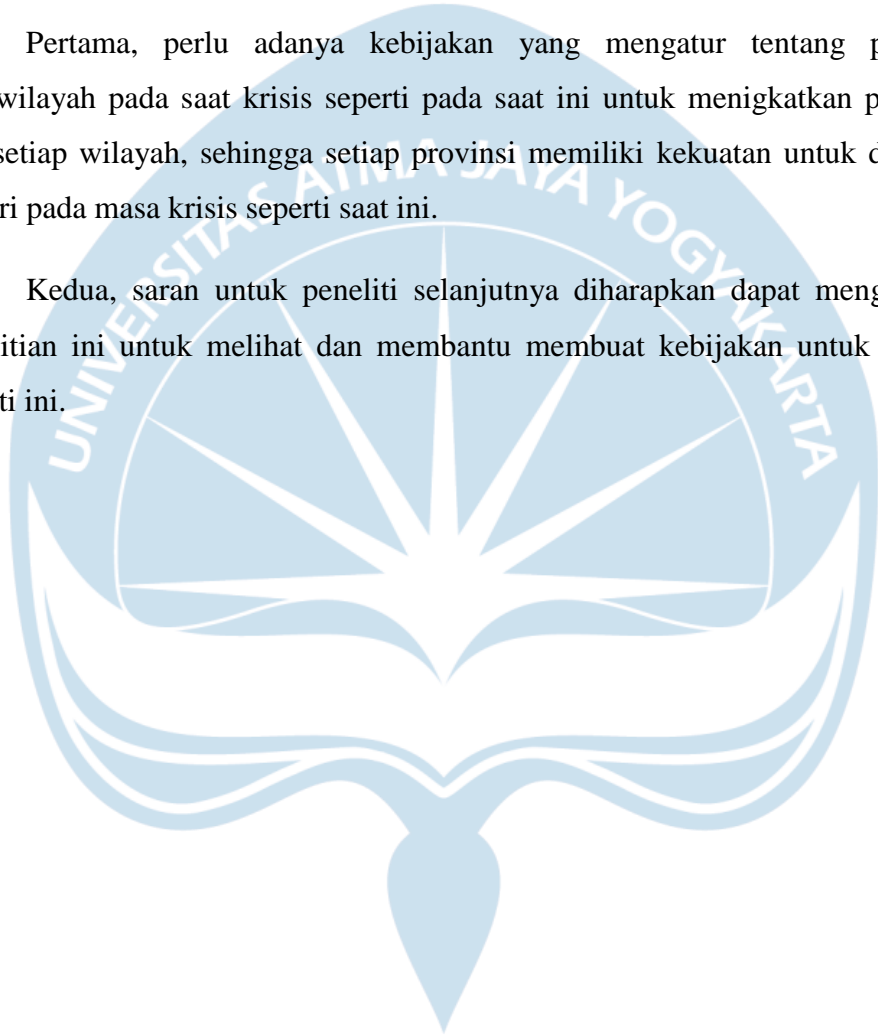 Pertama, perlu adanya kebijakan yang mengatur tentang p
wilayah pada saat krisis seperti pada saat ini untuk menigkatkan p
setiap wilayah, sehingga setiap provinsi memiliki kekuatan untuk d
ri pada masa krisis seperti saat ini.
Kedua, saran untuk peneliti selanjutnya diharapkan dapat meng
itian ini untuk melihat dan membantu membuat kebijakan untuk
ti ini.
UNIVERSITAS ATMA JAYA YOGYAKARTA